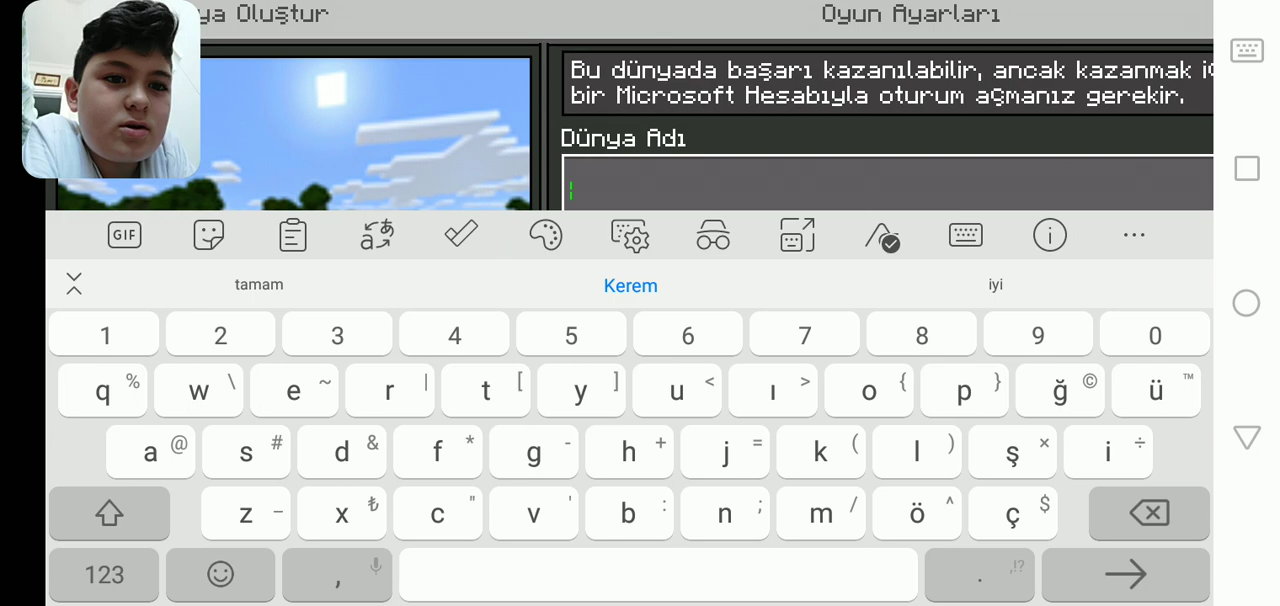 ya Oluştur
Oyun Ayarları
Bu dünyada başarı kazanılabilir, ancak kazanmak
bir Microsoft Hesabıyla oturum açmanız gerekir.
Dünya Adı
GIF
tamam Kerem iyi
1 2 3 4 5 6 7 8 9 0
q % w \ e ~ r | t [ y ] u < ı > o { p } ğ © ü ™
a @ s # d & f * g - h + j = k ( l ) ş × i ÷
z – x ₺ c " v ' b : n ; m / ö ^ ç $
123 , . ,!?